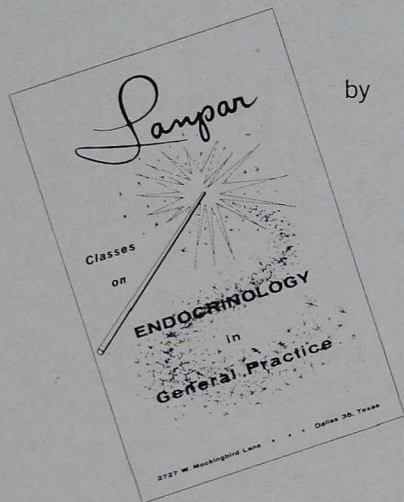 by
Lanpar
Classes
on
ENDOCRINOLOGY
in
General Practice
2727 W. Mockingbird Lane . . . Dallas 35, Texas